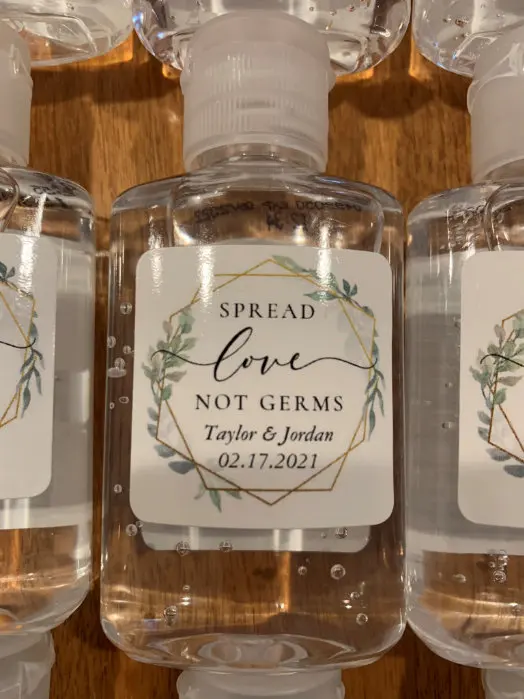 SPREAD
love
NOT GERMS
Taylor & Jordan
02.17.2021